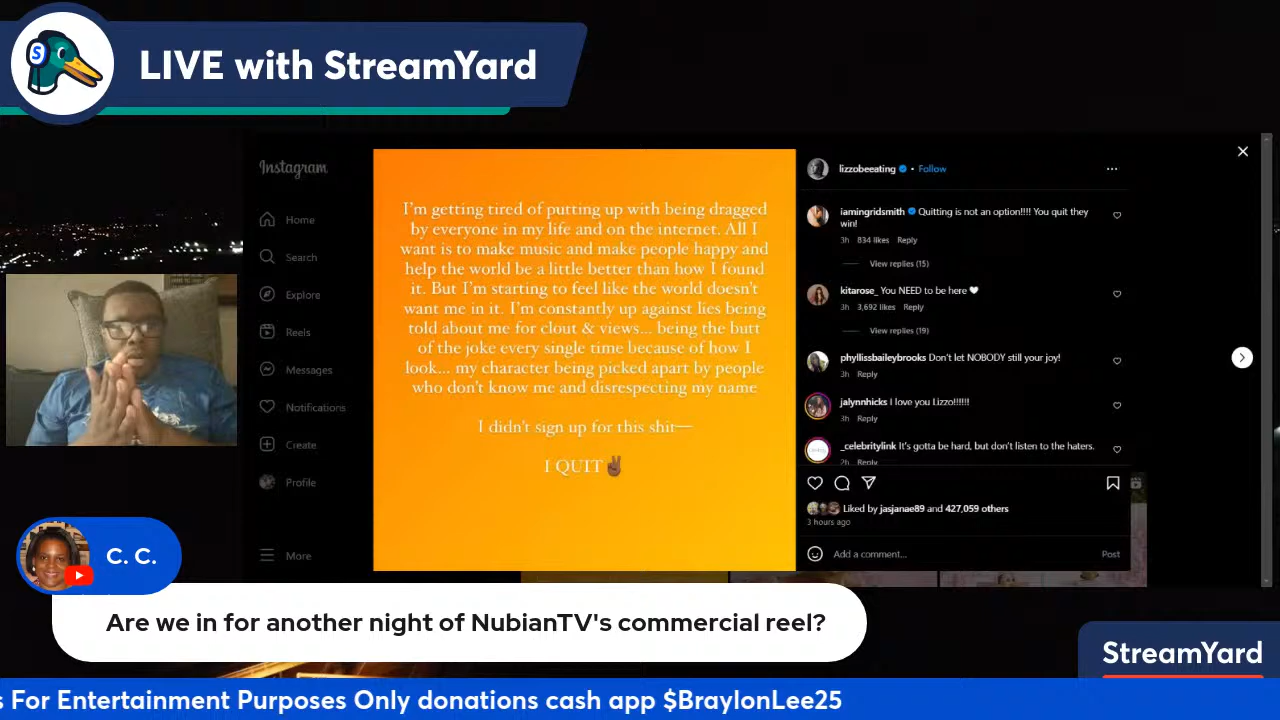 S
LIVE with StreamYard
Instagram
Home
Search
Explore
Reels
Messages
Notifications
Create
Profile
More
I'm getting tired of putting up with being dragged
by everyone in my life and on the internet. All I
want is to make music and make people happy and
help the world be a little better than how I found
it. But I'm starting to feel like the world doesn't
want me in it. I'm constantly up against lies being
told about me for clout & views... being the butt
of the joke every single time because of how I
look... my character being picked apart by people
who don't know me and disrespecting my name
I didn't sign up for this shit—
I QUIT✌🏾
lizzobeeating • Follow
iamingridsmith Quitting is not an option!!!! You quit they
win!
3h 834 likes Reply
View replies (15)
kitarose_ You NEED to be here 🤍
3h 3,692 likes Reply
View replies (19)
phyllissbaileybrooks Don't let NOBODY still your joy!
3h Reply
jalynnhicks I love you Lizzo!!!!!!
3h Reply
_celebritylink It's gotta be hard, but don't listen to the haters.
2h Reply
Liked by jasjanae89 and 427,059 others
3 hours ago
Add a comment... Post
C. C.
Are we in for another night of NubianTV's commercial reel?
StreamYard
s For Entertainment Purposes Only donations cash app $BraylonLee25